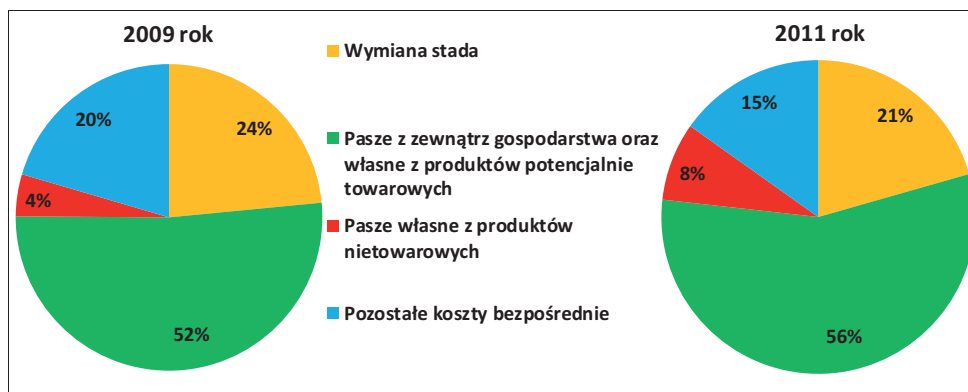 2009 rok
20%
24%
4%
52%
Wymiana stada
Pasze z zewnątrz gospodarstwa oraz
własne z produktów potencjalnie
towarowych
Pasze własne z produktów
nietowarowych
Pozostałe koszty bezpośrednie
2011 rok
15%
21%
8%
56%